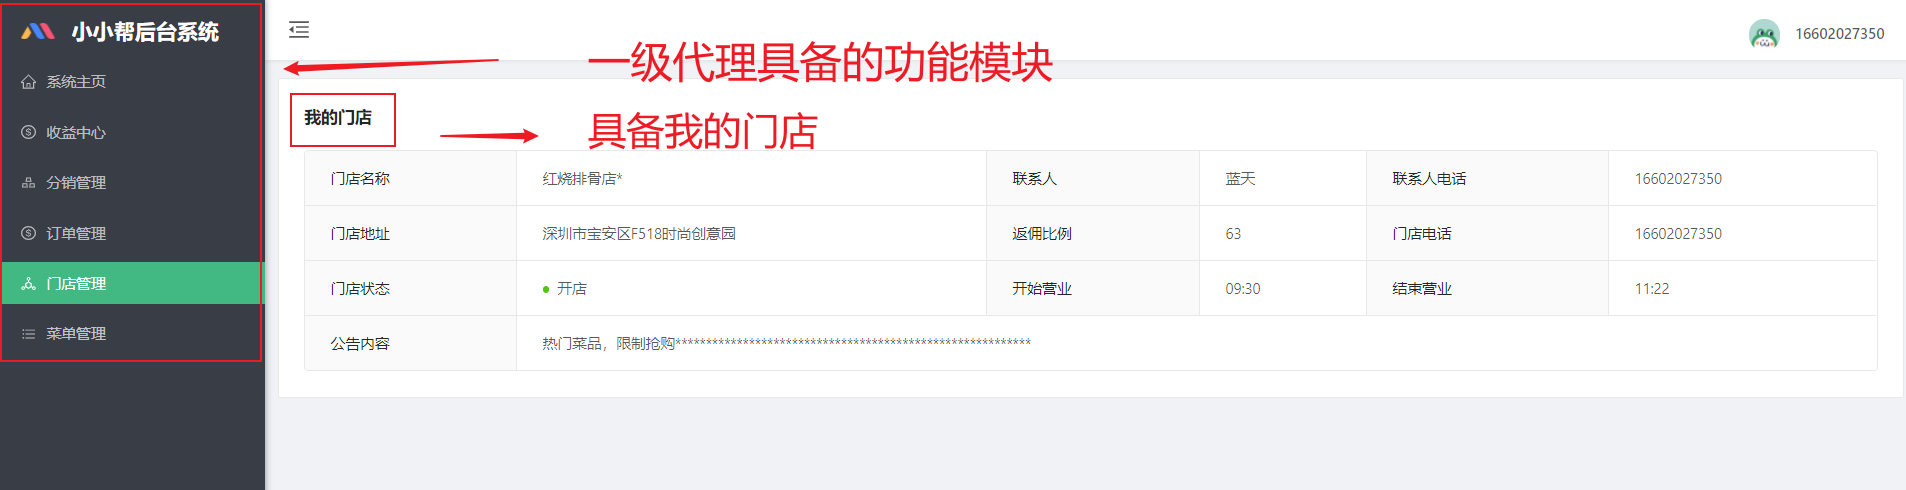 小小帮后台系统
16602027350
一级代理具备的功能模块
系统主页
我的门店
具备我的门店
收益中心
分销管理
订单管理
门店管理
菜单管理
门店名称 红烧排骨店* 联系人 蓝天 联系人电话 16602027350
门店地址 深圳市宝安区F518时尚创意园 返佣比例 63 门店电话 16602027350
门店状态 开店 开始营业 09:30 结束营业 11:22
公告内容 热门菜品，限制抢购**********************************************************